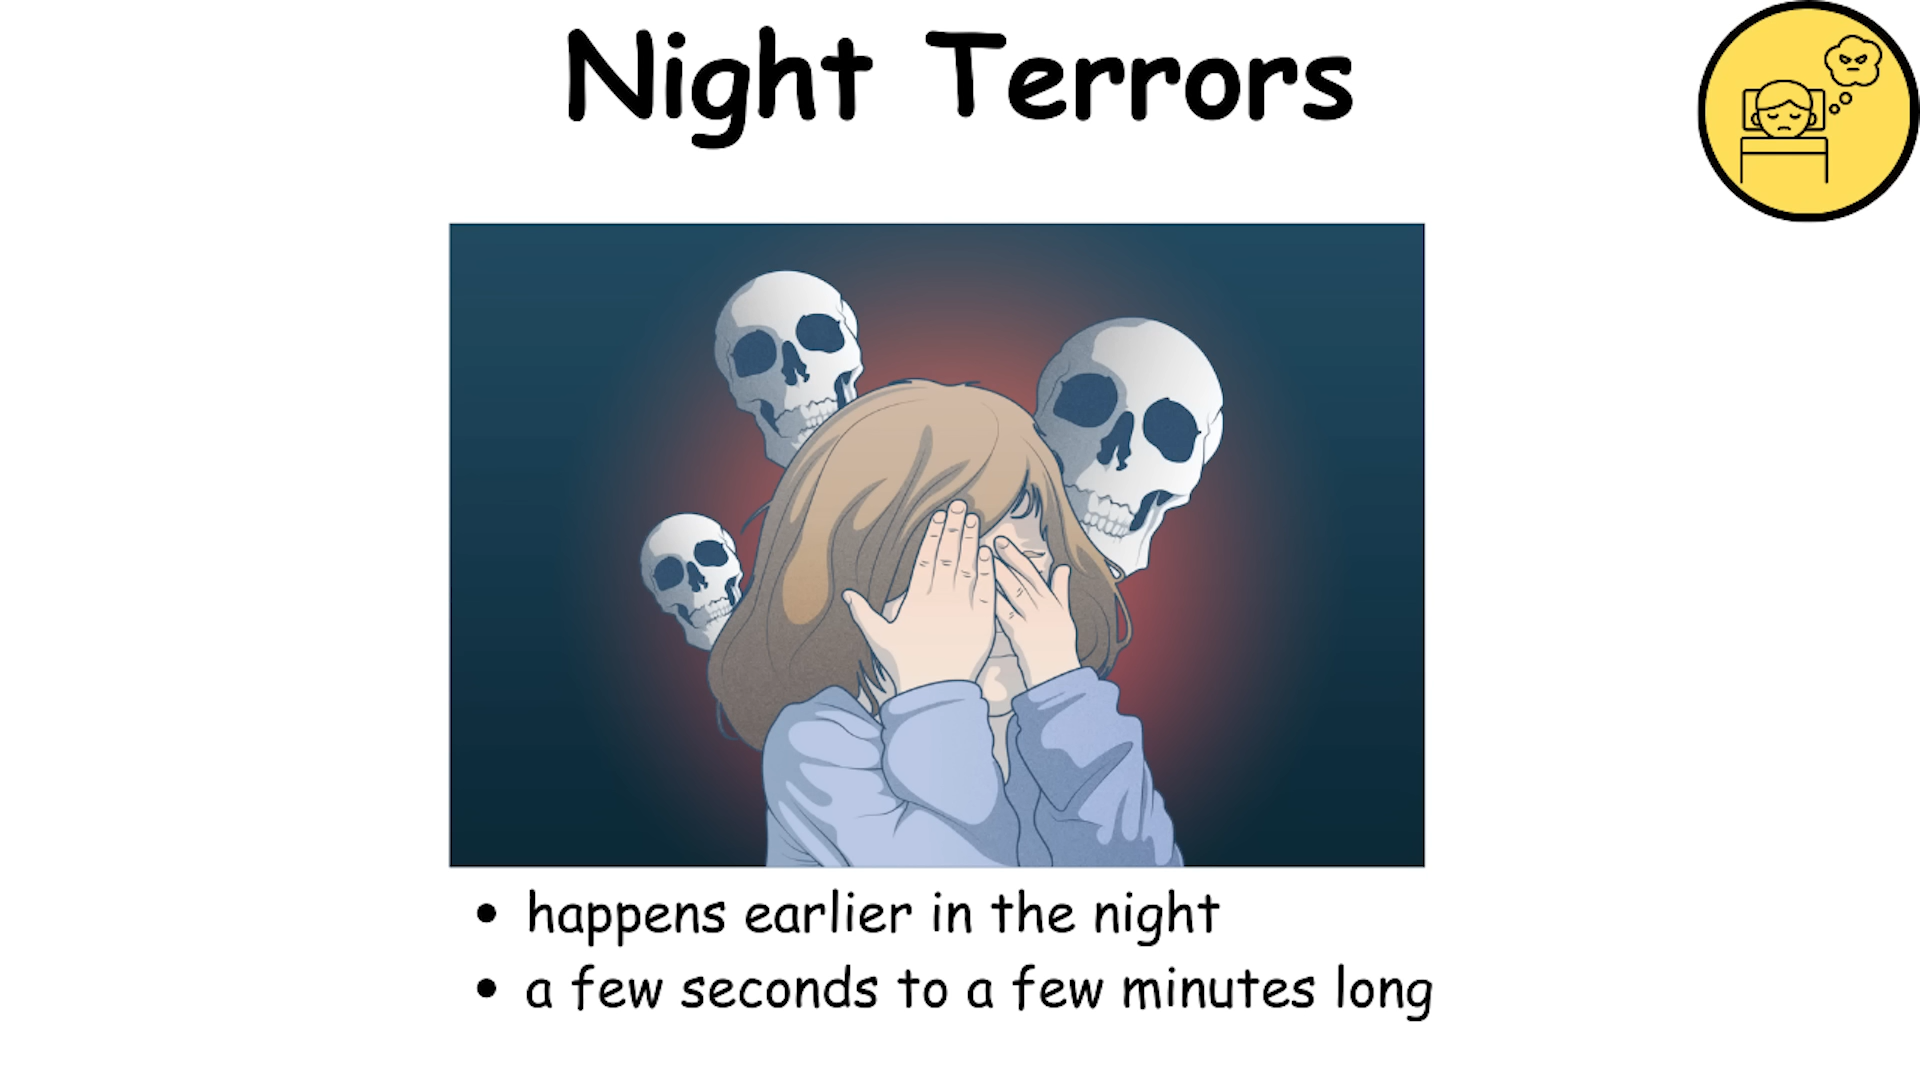 Night Terrors
• happens earlier in the night
• a few seconds to a few minutes long